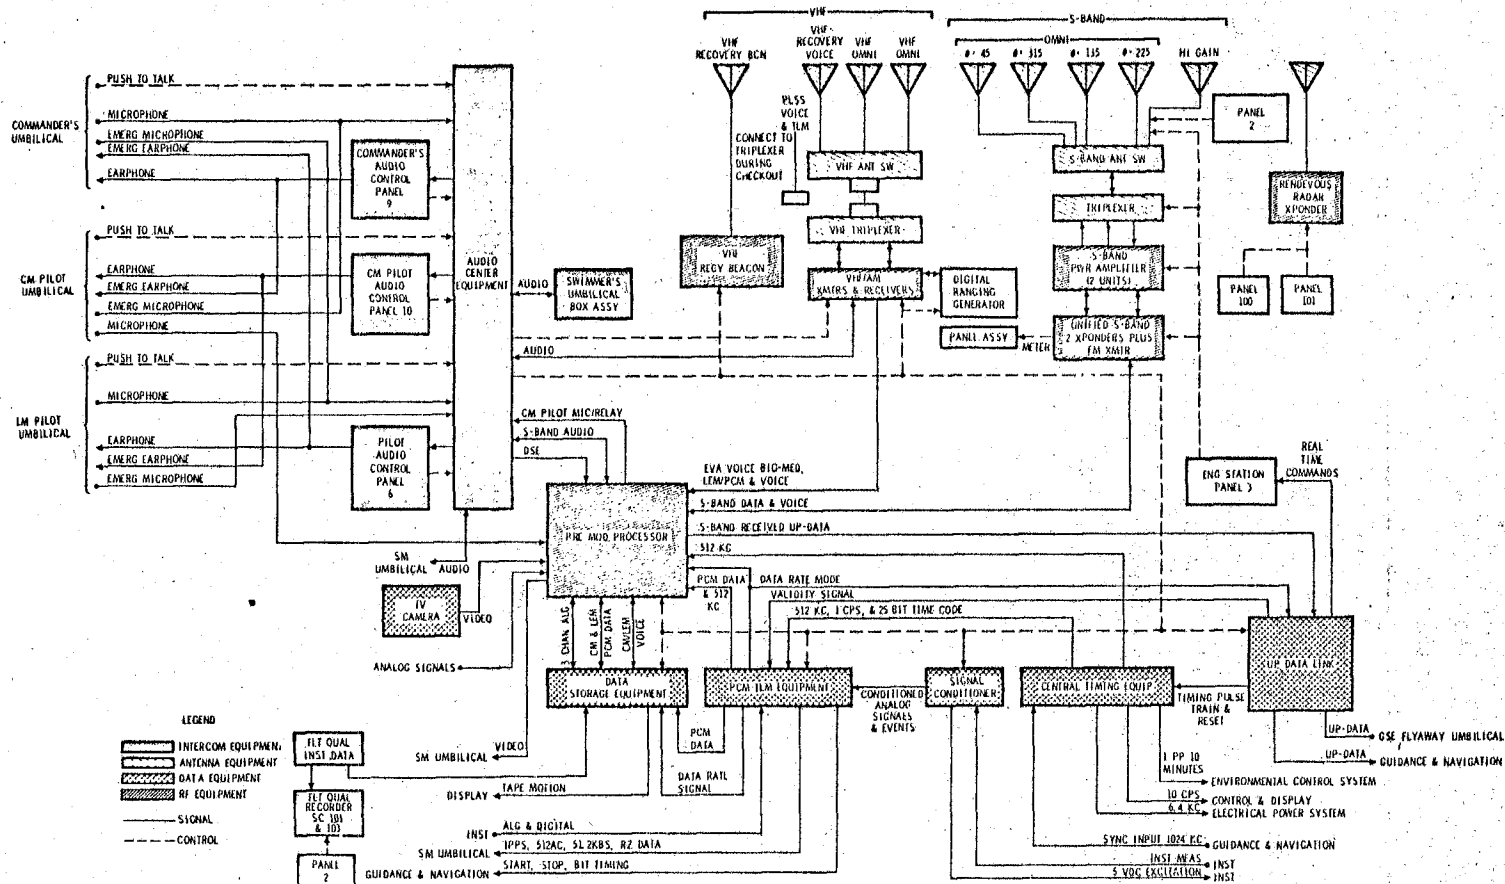 VHF
S-BAND
OMNI
VHF
RECOVERY BCN
VHF-
RECOVERY
VOICE
VHF
OMNI
VHF
OMNI
45
315
135
225
HI GAIN
PUSH TO TALK
MICROPHONE
COMMANDER'S
UMBILICAL
EMERG MICROPHONE
EMERG EARPHONE
EARPHONE
COMMANDER'S
AUDIO
CONTROL
PANEL
9
PLSS
VOICE
& TLM
CONNECT TO
TRIPLEXER
DURING
CHECKOUT
VHF ANT SW
S-BAND ANT SW
PANEL
2
RENDEVOUS
RADAR
XPONDER
TRIPLEXER
VHF TRIPLEXER
PUSH TO TALK
CM PILOT
UMBILICAL
EARPHONE
EMERG EARPHONE
EMERG MICROPHONE
MICROPHONE
CM PILOT
AUDIO
CONTROL
PANEL 10
AUDIO
CENTER
EQUIPMENT
AUDIO
SWIMMER'S
UMBILICAL
BOX ASSY
VHF
RECY BEACON
VHF/AM
XMTRS & RECEIVERS
DIGITAL
RANGING
GENERATOR
S-BAND
PWR AMPLIFIER
(2 UNITS)
PANEL
100
PANEL
101
PANEL ASSY
METER
UNIFIED S-BAND
2 XPONDERS PLUS
FM XMTR
AUDIO
PUSH TO TALK
MICROPHONE
LM PILOT
UMBILICAL
EARPHONE
EMERG EARPHONE
EMERG MICROPHONE
PILOT
AUDIO
CONTROL
PANEL
6
CM PILOT MIC/RELAY
S-BAND AUDIO
DSE
EVA VOICE BIO-MED,
LEM/PCM & VOICE
S-BAND DATA & VOICE
S-BAND RECEIVED UP-DATA
512 KC
ENG STATION
PANEL 3
REAL
TIME
COMMANDS
PRE MOD. PROCESSOR
SM
UMBILICAL
AUDIO
TV
CAMERA
VIDEO
ANALOG SIGNALS
3 CHAN ALG
CM & LEM
PCM DATA
CM/LEM
VOICE
PCM DATA
& 512
KC
DATA RATE MODE
VALIDITY SIGNAL
512 KC, 1 CPS, & 25 BIT TIME CODE
DATA
STORAGE EQUIPMENT
PCM TLM EQUIPMENT
CONDITIONED
ANALOG
SIGNALS
& EVENTS
SIGNAL
CONDITIONER
CENTRAL TIMING EQUIP
TIMING PULSE
TRAIN &
RESET
UP DATA LINK
LEGEND
INTERCOM EQUIPMENT
ANTENNA EQUIPMENT
DATA EQUIPMENT
RF EQUIPMENT
SIGNAL
CONTROL
FLT QUAL
INST. DATA
FLT QUAL
RECORDER
SC 101
& 103
PANEL
2
SM UMBILICAL
VIDEO
PCM
DATA
DISPLAY
TAPE MOTION
DATA RATE
SIGNAL
INST
ALG & DIGITAL
SM UMBILICAL
1PPS, 512AC, 51.2KBS, RZ DATA
GUIDANCE & NAVIGATION
START, STOP, BIT TIMING
UP-DATA
GSE FLYAWAY UMBILICAL
UP-DATA
GUIDANCE & NAVIGATION
1 PP 10
MINUTES
ENVIRONMENTAL CONTROL SYSTEM
10 CPS
CONTROL & DISPLAY
6.4 KC
ELECTRICAL POWER SYSTEM
SYNC INPUT 1024 KC
GUIDANCE & NAVIGATION
INST MEAS
INST
5 VDC EXCITATION
INST